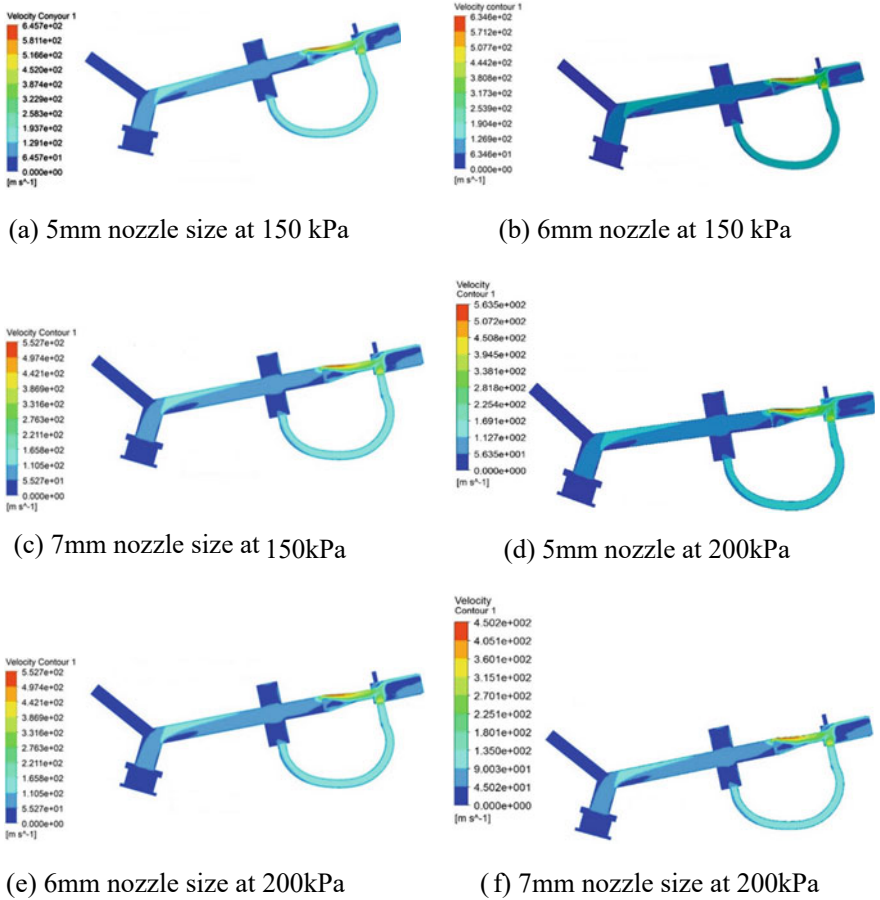 Velocity Conyour 1
6.457e+02
5.811e+02
5.166e+02
4.520e+02
3.874e+02
3.229e+02
2.583e+02
1.937e+02
1.291e+02
6.457e+01
0.000e+00
[m s^-1]
(a) 5mm nozzle size at 150 kPa
Velocity contour 1
6.346e+02
5.712e+02
5.077e+02
4.442e+02
3.808e+02
3.173e+02
2.539e+02
1.904e+02
1.269e+02
6.346e+01
0.000e+00
[m s^-1]
(b) 6mm nozzle at 150 kPa
Velocity Contour 1
5.527e+02
4.974e+02
4.421e+02
3.869e+02
3.316e+02
2.763e+02
2.211e+02
1.658e+02
1.105e+02
5.527e+01
0.000e+00
[m s^-1]
(c) 7mm nozzle size at 150kPa
Velocity
Contour 1
5.635e+002
5.072e+002
4.508e+002
3.945e+002
3.381e+002
2.818e+002
2.254e+002
1.691e+002
1.127e+002
5.635e+001
0.000e+000
[m s^-1]
(d) 5mm nozzle at 200kPa
Velocity Contour 1
5.527e+02
4.974e+02
4.421e+02
3.869e+02
3.316e+02
2.763e+02
2.211e+02
1.658e+02
1.105e+02
5.527e+01
0.000e+00
[m s^-1]
(e) 6mm nozzle size at 200kPa
Velocity
Contour 1
4.502e+002
4.051e+002
3.601e+002
3.151e+002
2.701e+002
2.251e+002
1.801e+002
1.350e+002
9.003e+001
4.502e+001
0.000e+000
[m s^-1]
(f) 7mm nozzle size at 200kPa